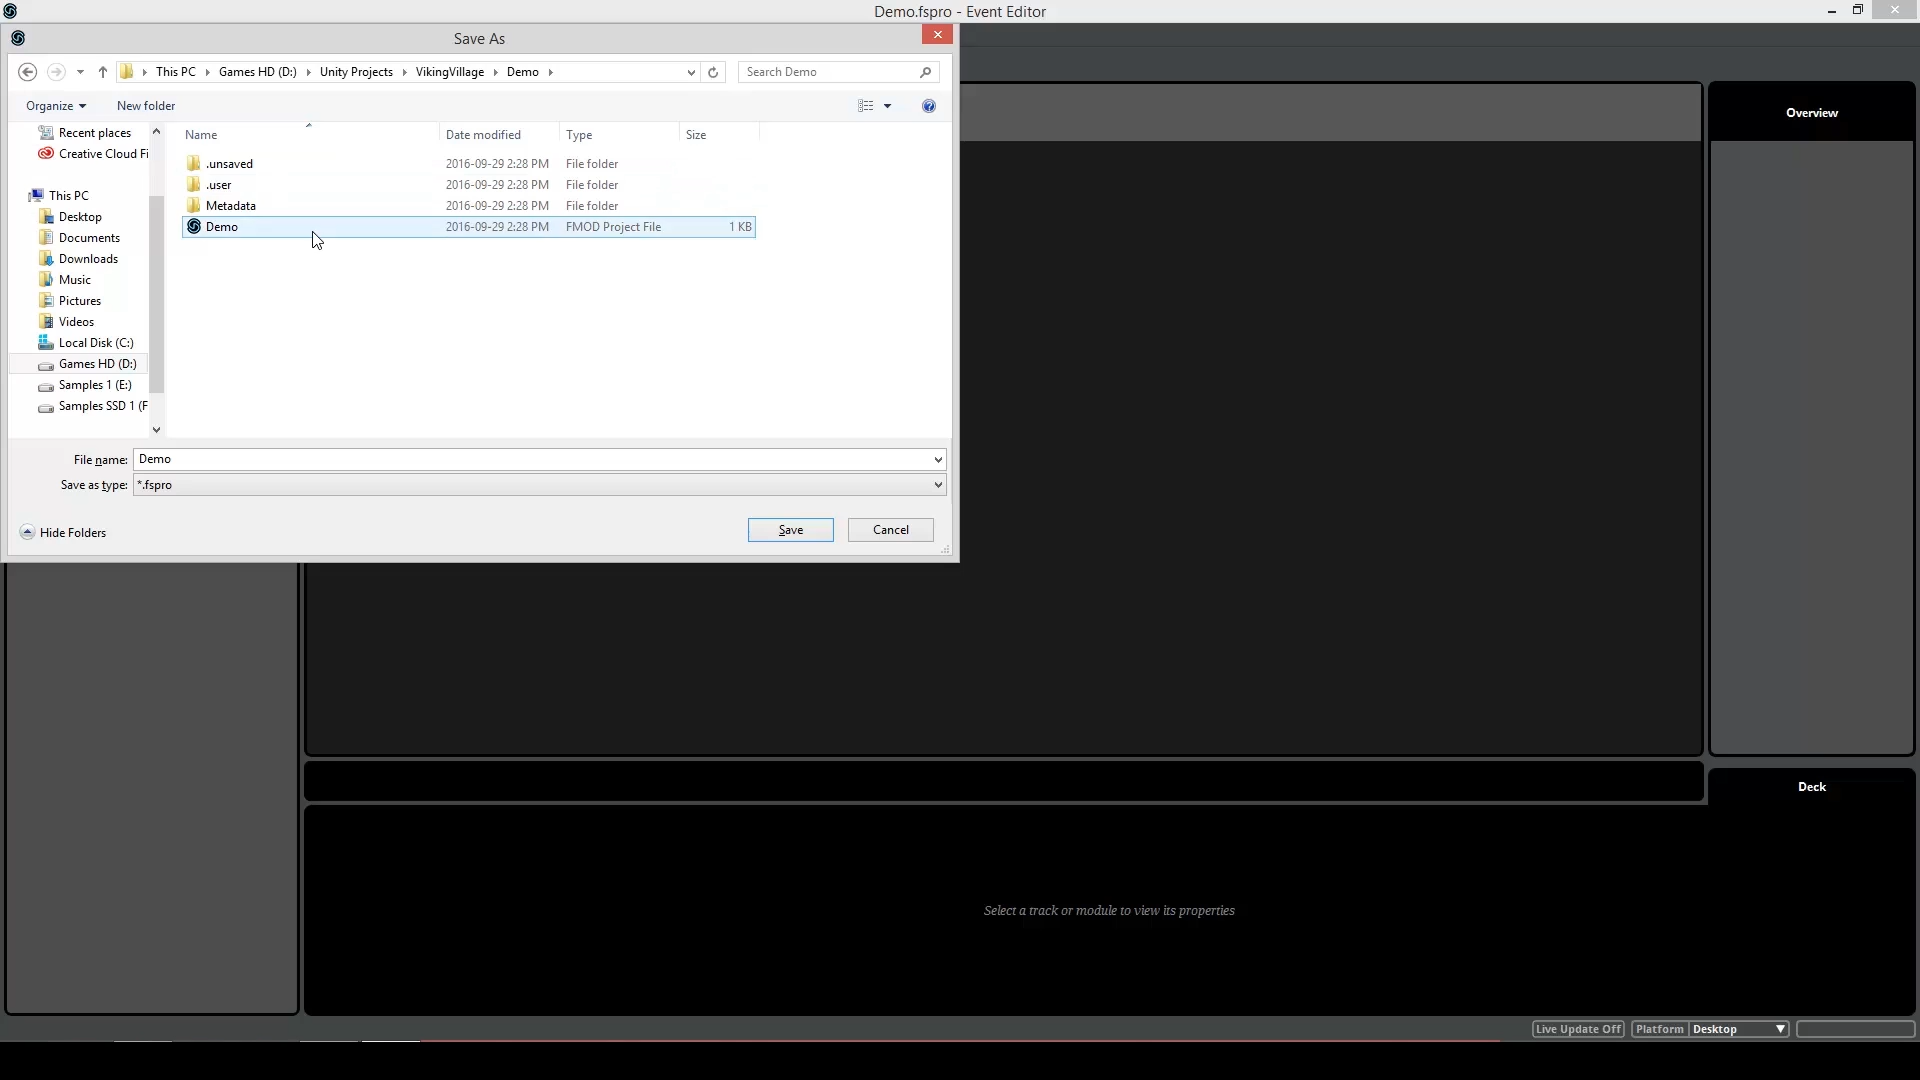 Demo.fspro - Event Editor
Save As
This PC Games HD (D:) Unity Projects VikingVillage Demo
Search Demo
Organize New folder
Name Date modified Type Size
Recent places
Creative Cloud Fi
This PC
Desktop
Documents
Downloads
Music
Pictures
Videos
Local Disk (C:)
Games HD (D:)
Samples 1 (E:)
Samples SSD 1 (F
.unsaved 2016-09-29 2:28 PM File folder
.user 2016-09-29 2:28 PM File folder
Metadata 2016-09-29 2:28 PM File folder
Demo 2016-09-29 2:28 PM FMOD Project File 1 KB
File name: Demo
Save as type: *.fspro
Hide Folders
Save Cancel
Overview
Deck
Select a track or module to view its properties
Live Update Off Platform Desktop